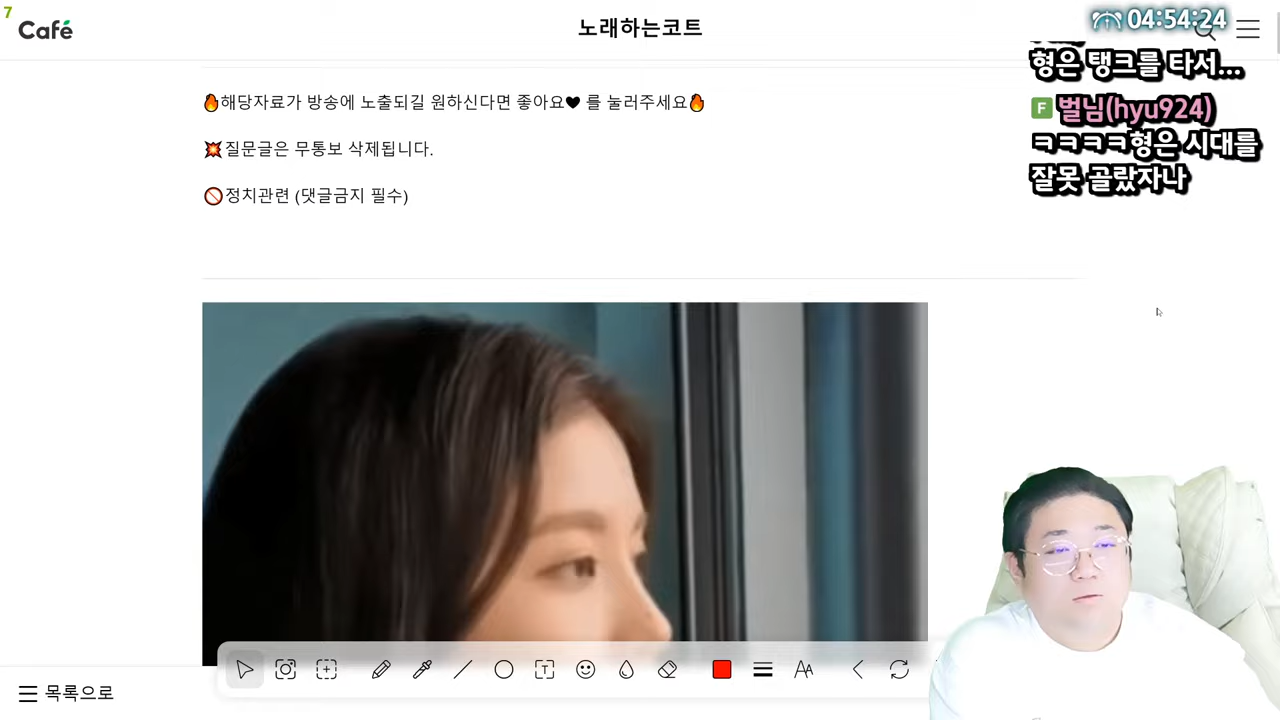 7
Café
노래하는코트
04:54:24
형은 탱크를 타서...
F 벌님(hyu924)
ㅋㅋㅋㅋ형은 시대를
잘못 골랐자나
🔥해당자료가 방송에 노출되길 원하신다면 좋아요🖤 를 눌러주세요🔥
💥질문글은 무통보 삭제됩니다.
🚫정치관련 (댓글금지 필수)
목록으로